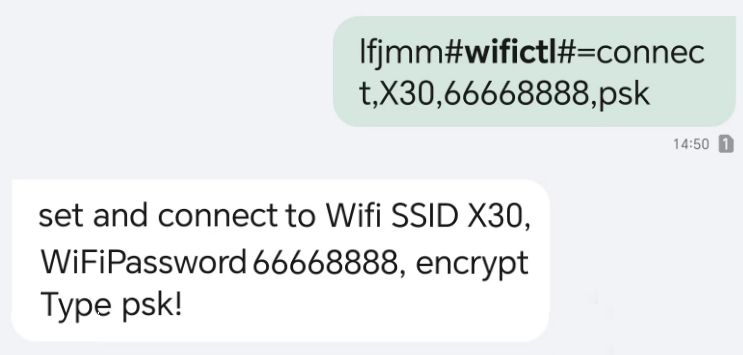 lfjmm#wifictl#=connec
t,X30,66668888,psk
14:50 1
set and connect to Wifi SSID X30,
WiFiPassword 66668888, encrypt
Type psk!